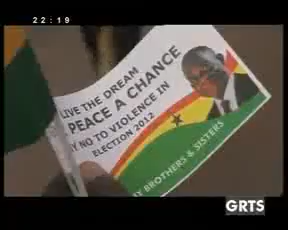 22:19
LIVE THE DREAM
PEACE A CHANCE
NO TO VIOLENCE IN
ELECTION 2012
BROTHERS & SISTERS
GRTS